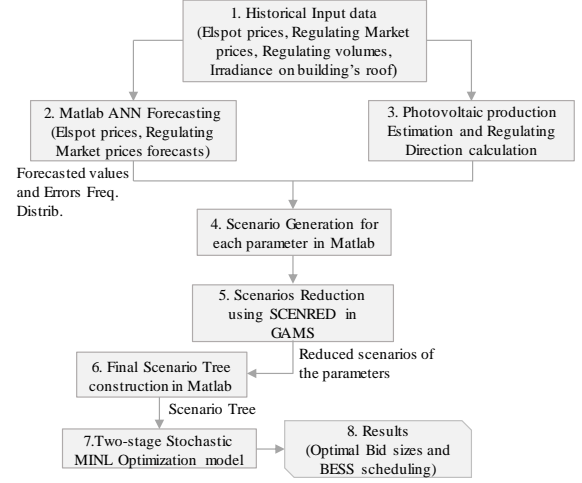 1. Historical Input data
(Elspot prices, Regulating Market
prices, Regulating volumes,
Irradiance on building's roof)
2. Matlab ANN Forecasting
(Elspot prices, Regulating
Market prices forecasts)
3. Photovoltaic production
Estimation and Regulating
Direction calculation
Forecasted values
and Errors Freq.
Distrib.
4. Scenario Generation for
each parameter in Matlab
5. Scenarios Reduction
using SCENRED in
GAMS
Reduced scenarios of
the parameters
6. Final Scenario Tree
construction in Matlab
Scenario Tree
7.Two-stage Stochastic
MINL Optimization model
8. Results
(Optimal Bid sizes and
BESS scheduling)